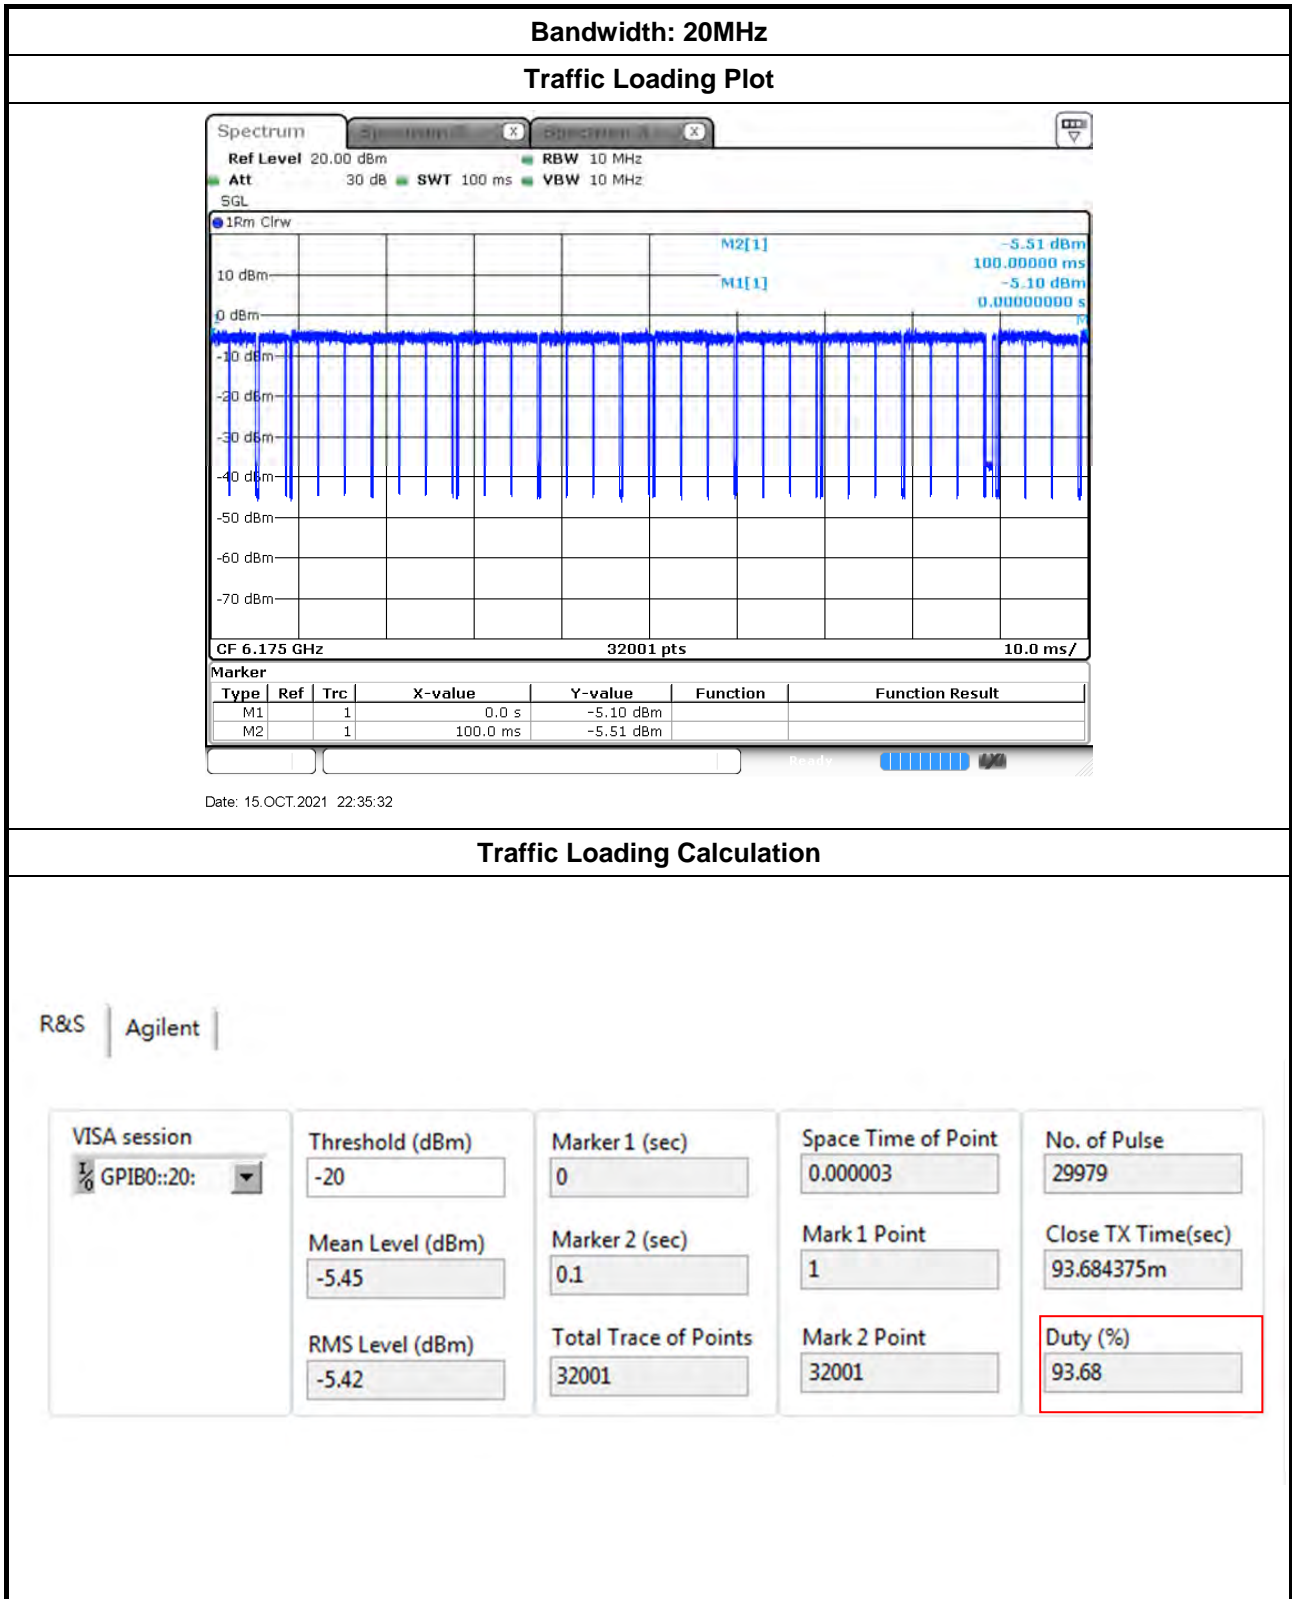 Bandwidth: 20MHz
Traffic Loading Plot
Spectrum
Ref Level 20.00 dBm RBW 10 MHz
Att 30 dB SWT 100 ms VBW 10 MHz
SGL
1Rm Clrw
M2[1] -5.51 dBm
100.00000 ms
10 dBm
M1[1] -5.10 dBm
0.00000000 s
0 dBm
-10 dBm
-20 dBm
-30 dBm
-40 dBm
-50 dBm
-60 dBm
-70 dBm
CF 6.175 GHz 32001 pts 10.0 ms/
Marker
Type Ref Trc X-value Y-value Function Function Result
M1 1 0.0 s -5.10 dBm
M2 1 100.0 ms -5.51 dBm
Ready
Date: 15.OCT.2021 22:35:32
Traffic Loading Calculation
R&S Agilent
VISA session
GPIB0::20:
Threshold (dBm)
-20
Mean Level (dBm)
-5.45
RMS Level (dBm)
-5.42
Marker 1 (sec)
0
Marker 2 (sec)
0.1
Total Trace of Points
32001
Space Time of Point
0.000003
Mark 1 Point
1
Mark 2 Point
32001
No. of Pulse
29979
Close TX Time(sec)
93.684375m
Duty (%)
93.68